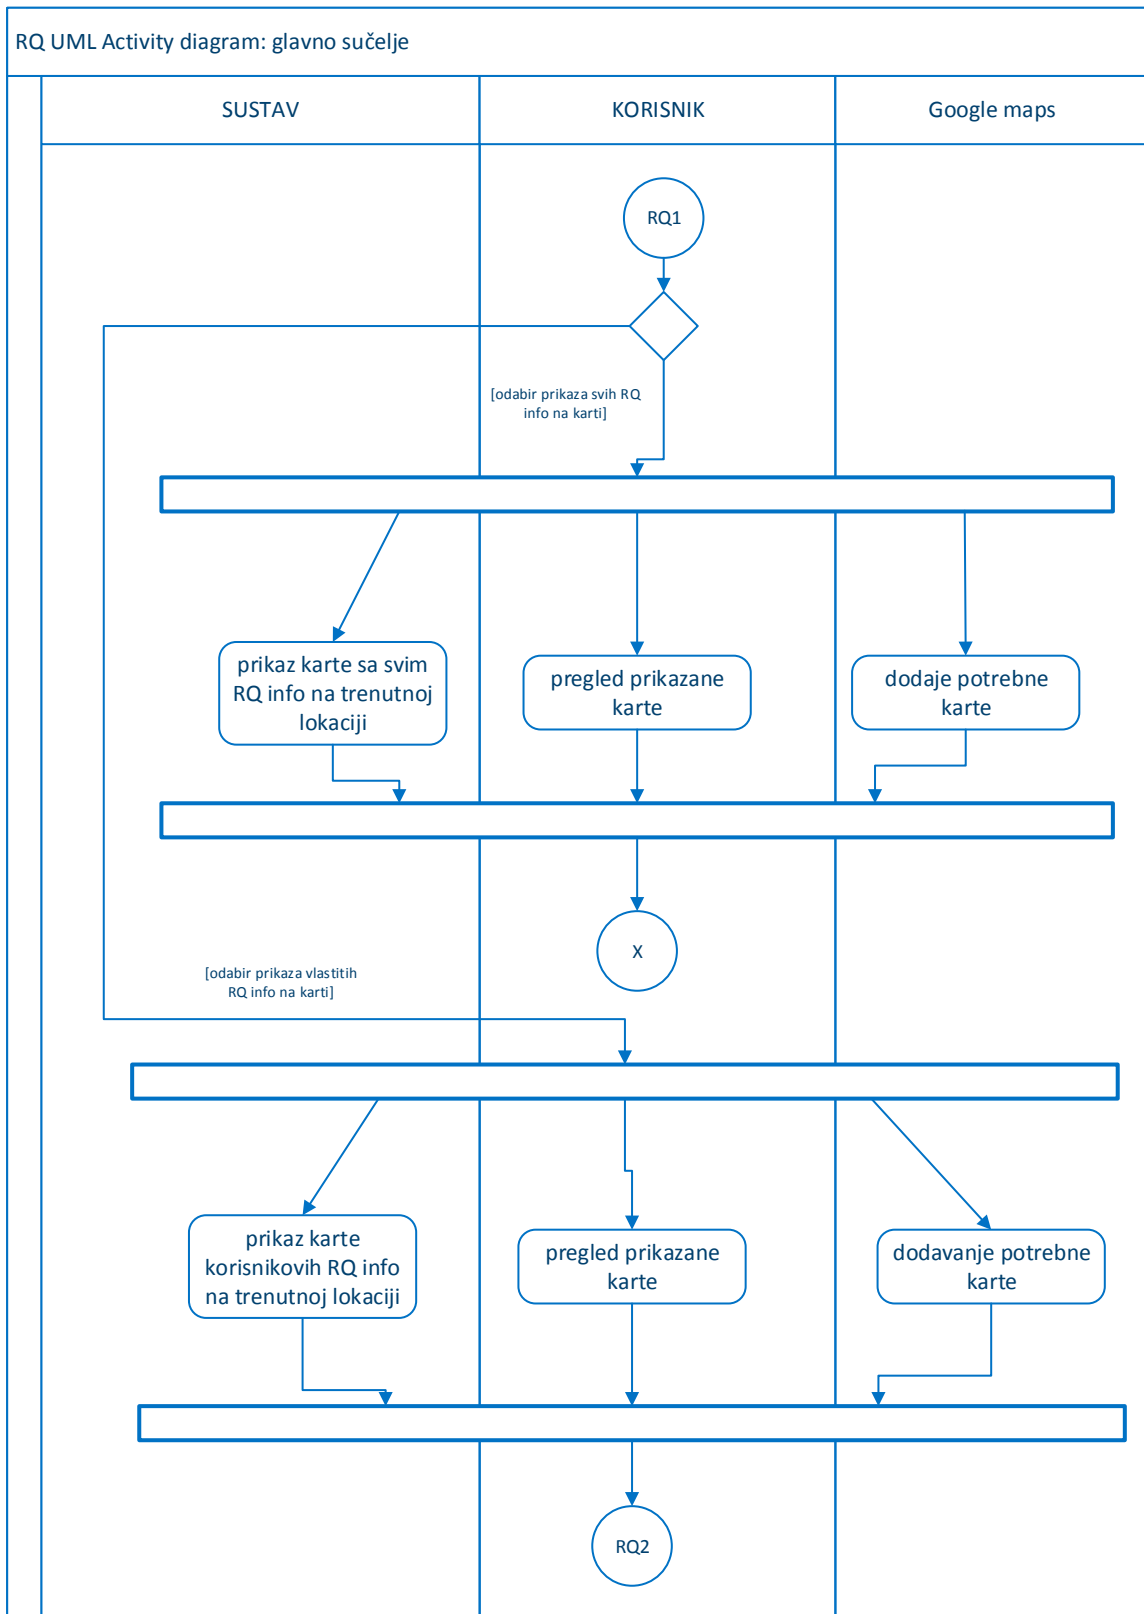 RQ UML Activity diagram: glavno sučelje
SUSTAV
KORISNIK
Google maps
RQ1
[odabir prikaza svih RQ
info na karti]
prikaz karte sa svim
RQ info na trenutnoj
lokaciji
pregled prikazane
karte
dodaje potrebne
karte
X
[odabir prikaza vlastitih
RQ info na karti]
prikaz karte
korisnikovih RQ info
na trenutnoj lokaciji
pregled prikazane
karte
dodavanje potrebne
karte
RQ2